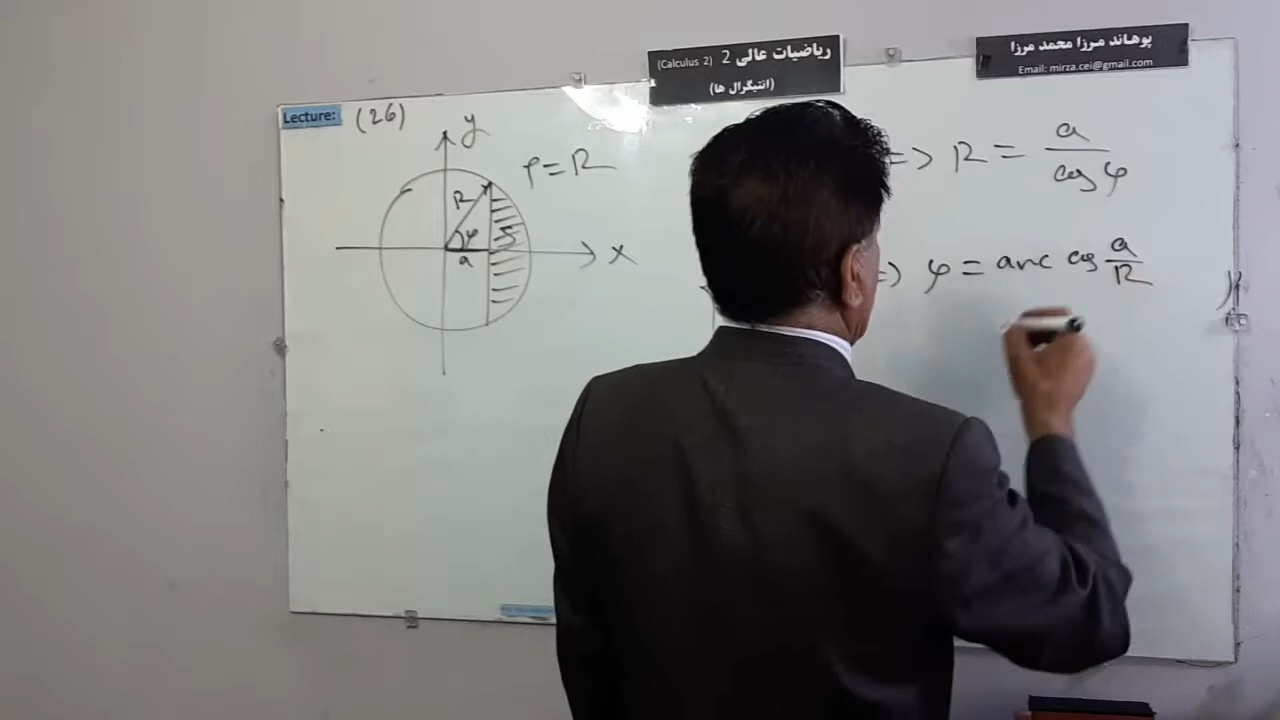 ریاضیات عالی 2 (Calculus 2)
(انتیگرال ها)
پوهاند مرزا محمد مرزا
Email: mirza.cei@gmail.com
Lecture: (26)
y
ρ = R
R
φ
S
a
x
=> R = a / cos φ
=> φ = arc cos a/R